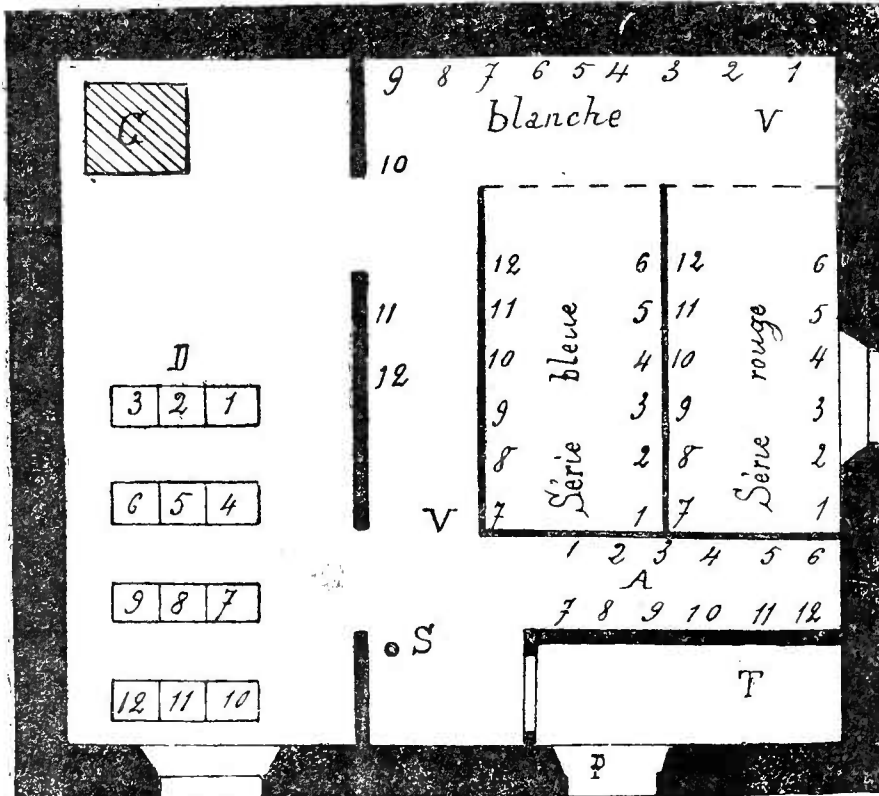 9 8 7 6 5 4 3 2 1
C
blanche V
10
12 6 12 6
11 11 5 11 5
Série bleue
Série rouge
12 10 4 10 4
D
3 2 1
9 3 9 3
8 2 8 2
6 5 4
V
7 1 7 1
1 2 3 4 5 6
A
9 8 7
7 8 9 10 11 12
S
T
12 11 10
P